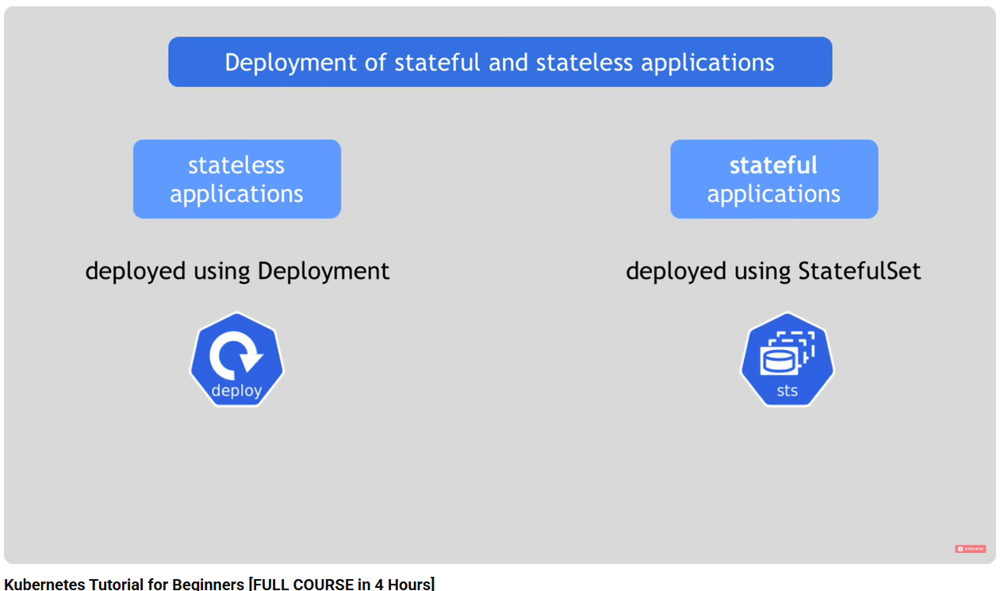 Deployment of stateful and stateless applications
stateless
applications
stateful
applications
deployed using Deployment
deployed using StatefulSet
deploy
sts
SUBSCRIBE
Kubernetes Tutorial for Beginners [FULL COURSE in 4 Hours]